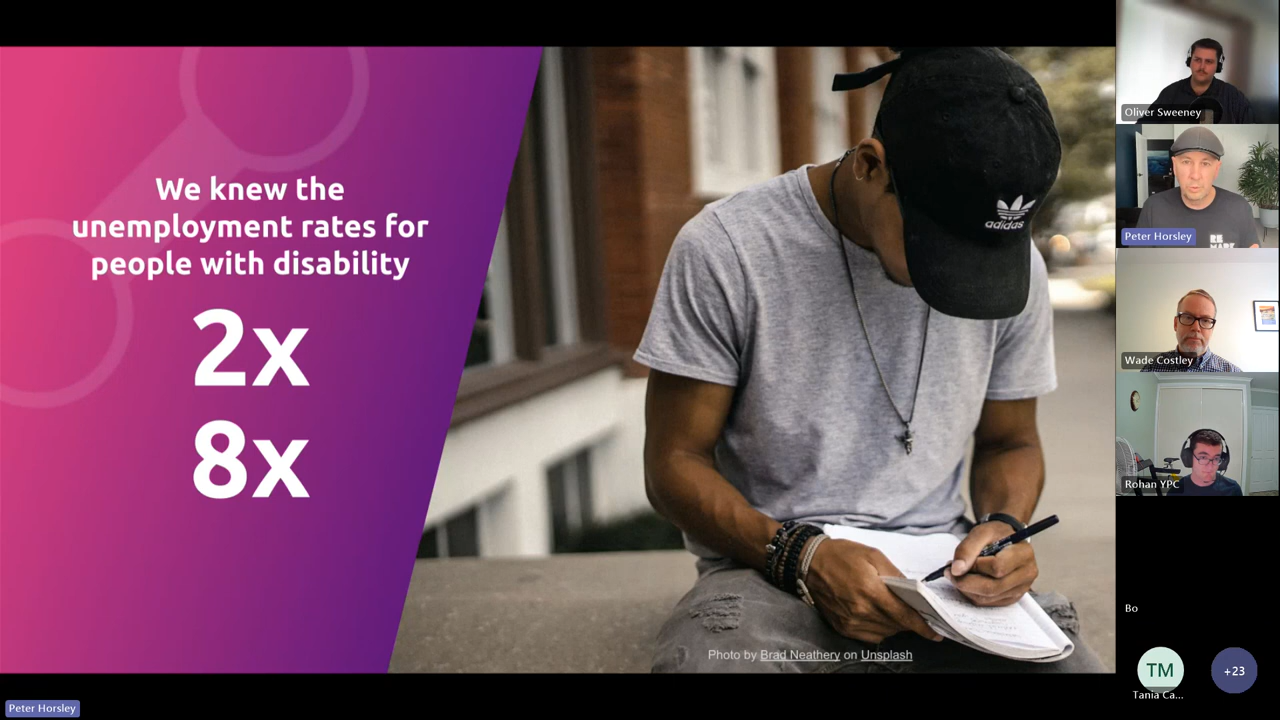 We knew the
unemployment rates for
people with disability
2x
8x
adidas
Photo by Brad Neathery on Unsplash
Oliver Sweeney
Peter Horsley
RE
Wade Costley
Rohan YPC
Bo
TM
Tania Ca...
+23
Peter Horsley